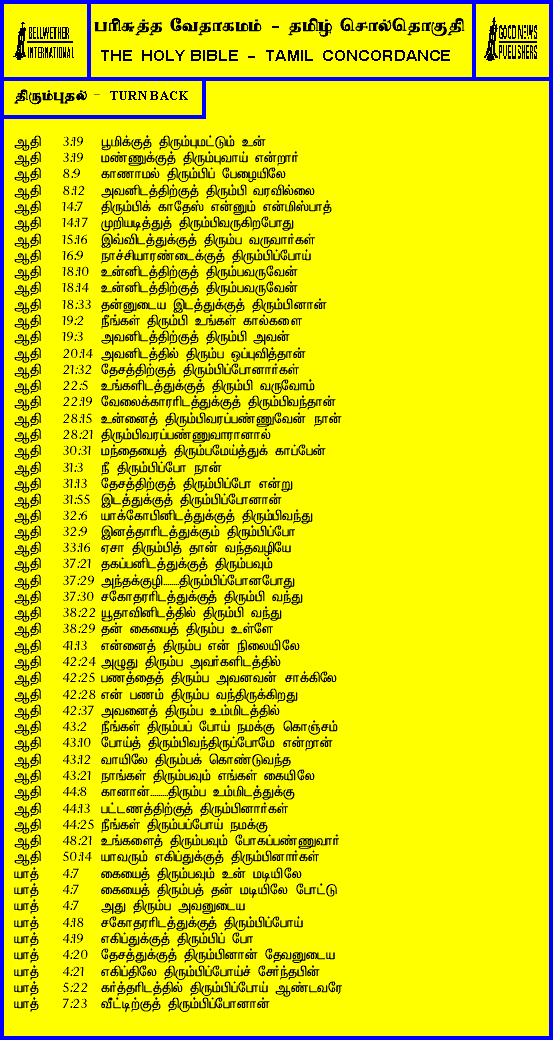 BELLWETHER INTERNATIONAL
பரிசுத்த வேதாகமம் - தமிழ் சொல்தொகுதி
THE HOLY BIBLE - TAMIL CONCORDANCE
GOOD NEWS PUBLISHERS
திரும்புதல் - TURN BACK
ஆதி 3:19 பூமிக்குத் திரும்புமட்டும் உன்
ஆதி 3:19 மண்ணுக்குத் திரும்புவாய் என்றார்
ஆதி 8:9 காணாமல் திரும்பிப் பேழையிலே
ஆதி 8:12 அவனிடத்திற்குத் திரும்பி வரவில்லை
ஆதி 14:7 திரும்பிக் காதேஸ் என்னும் என்மிஸ்பாத்
ஆதி 14:17 முறியடித்துத் திரும்பிவருகிறபோது
ஆதி 15:16 இவ்விடத்துக்குத் திரும்ப வருவார்கள்
ஆதி 16:9 நாச்சியாரண்டைக்குத் திரும்பிப்போய்
ஆதி 18:10 உன்னிடத்திற்குத் திரும்பவருவேன்
ஆதி 18:14 உன்னிடத்திற்குத் திரும்பவருவேன்
ஆதி 18:33 தன்னுடைய இடத்துக்குத் திரும்பினான்
ஆதி 19:2 நீங்கள் திரும்பி உங்கள் கால்களை
ஆதி 19:3 அவனிடத்திற்குத் திரும்பி அவன்
ஆதி 20:14 அவனிடத்தில் திரும்ப ஒப்புவித்தான்
ஆதி 21:32 தேசத்திற்குத் திரும்பிப்போனார்கள்
ஆதி 22:5 உங்களிடத்துக்குத் திரும்பி வருவோம்
ஆதி 22:19 வேலைக்காரரிடத்துக்குத் திரும்பிவந்தான்
ஆதி 28:15 உன்னைத் திரும்பிவரப்பண்ணுவேன் நான்
ஆதி 28:21 திரும்பிவரப்பண்ணுவாரானால்
ஆதி 30:31 மந்தையைத் திரும்பமேய்த்துக் காப்பேன்
ஆதி 31:3 நீ திரும்பிப்போ நான்
ஆதி 31:13 தேசத்திற்குத் திரும்பிப்போ என்று
ஆதி 31:55 இடத்துக்குத் திரும்பிப்போனான்
ஆதி 32:6 யாக்கோபினிடத்துக்குத் திரும்பிவந்து
ஆதி 32:9 இனத்தாரிடத்துக்கும் திரும்பிப்போ
ஆதி 33:16 ஏசா திரும்பித் தான் வந்தவழியே
ஆதி 37:21 தகப்பனிடத்துக்குத் திரும்பவும்
ஆதி 37:29 அந்தக்குழி........திரும்பிப்போனபோது
ஆதி 37:30 சகோதரரிடத்துக்குத் திரும்பி வந்து
ஆதி 38:22 யூதாவினிடத்தில் திரும்பி வந்து
ஆதி 38:29 தன் கையைத் திரும்ப உள்ளே
ஆதி 41:13 என்னைத் திரும்ப என் நிலையிலே
ஆதி 42:24 அழுது திரும்ப அவர்களிடத்தில்
ஆதி 42:25 பணத்தைத் திரும்ப அவனவன் சாக்கிலே
ஆதி 42:28 என் பணம் திரும்ப வந்திருக்கிறது
ஆதி 42:37 அவனைத் திரும்ப உம்மிடத்தில்
ஆதி 43:2 நீங்கள் திரும்பப் போய் நமக்கு கொஞ்சம்
ஆதி 43:10 போய்த் திரும்பிவந்திருப்போமே என்றான்
ஆதி 43:12 வாயிலே திரும்பக் கொண்டுவந்த
ஆதி 43:21 நாங்கள் திரும்பவும் எங்கள் கையிலே
ஆதி 44:8 கானான்.........திரும்ப உம்மிடத்துக்கு
ஆதி 44:13 பட்டணத்திற்குத் திரும்பினார்கள்
ஆதி 44:25 நீங்கள் திரும்பப்போய் நமக்கு
ஆதி 48:21 உங்களைத் திரும்பவும் போகப்பண்ணுவார்
ஆதி 50:14 யாவரும் எகிப்துக்குத் திரும்பினார்கள்
யாத் 4:7 கையைத் திரும்பவும் உன் மடியிலே
யாத் 4:7 கையைத் திரும்பத் தன் மடியிலே போட்டு
யாத் 4:7 அது திரும்ப அவனுடைய
யாத் 4:18 சகோதரரிடத்துக்குத் திரும்பிப்போய்
யாத் 4:19 எகிப்துக்குத் திரும்பிப் போ
யாத் 4:20 தேசத்துக்குத் திரும்பினான் தேவனுடைய
யாத் 4:21 எகிப்திலே திரும்பிப்போய்ச் சேர்ந்தபின்
யாத் 5:22 கர்த்தரிடத்தில் திரும்பிப்போய் ஆண்டவரே
யாத் 7:23 வீட்டிற்குத் திரும்பிப்போனான்